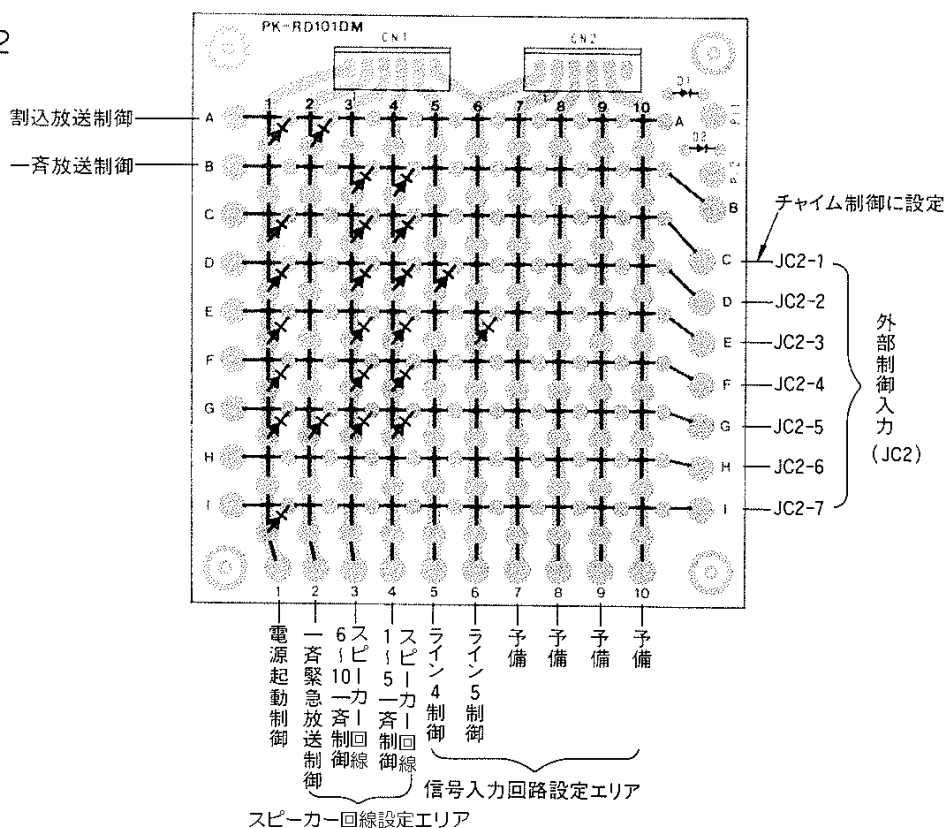 2
PK-RD101DM
CN1
CN2
1 2 3 4 5 6 7 8 9 10
1
1
D1
D2
割込放送制御
A
A
一斉放送制御
B
B
C
チャイム制御に設定
C
JC2-1
D
D
JC2-2
E
E
JC2-3
F
F
JC2-4
G
G
JC2-5
H
H
JC2-6
I
I
JC2-7
外部制御入力
(JC2)
1 2 3 4 5 6 7 8 9 10
電源起動制御
一斉緊急放送制御
スピーカー回線
6~10一斉制御
スピーカー回線
1~5一斉制御
ライン4制御
ライン5制御
予備
予備
予備
予備
信号入力回路設定エリア
スピーカー回線設定エリア